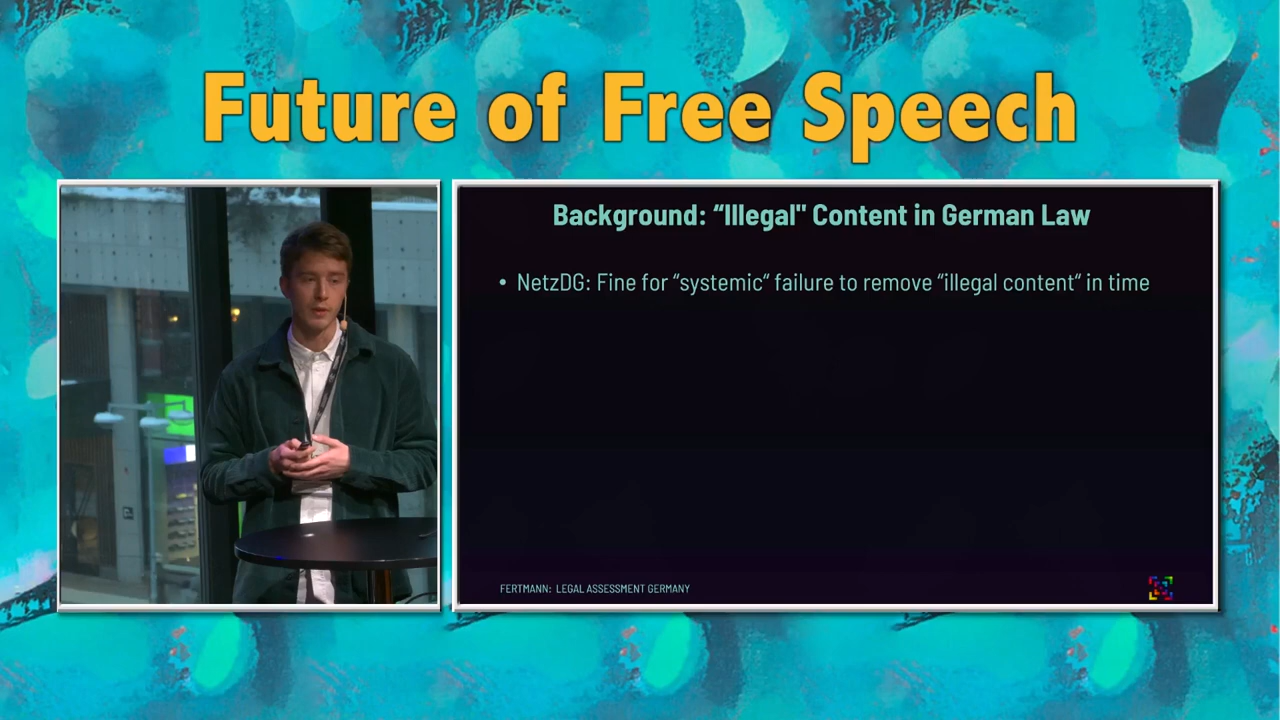 Future of Free Speech
Background: “Illegal" Content in German Law
• NetzDG: Fine for “systemic“ failure to remove “illegal content“ in time
FERTMANN: LEGAL ASSESSMENT GERMANY